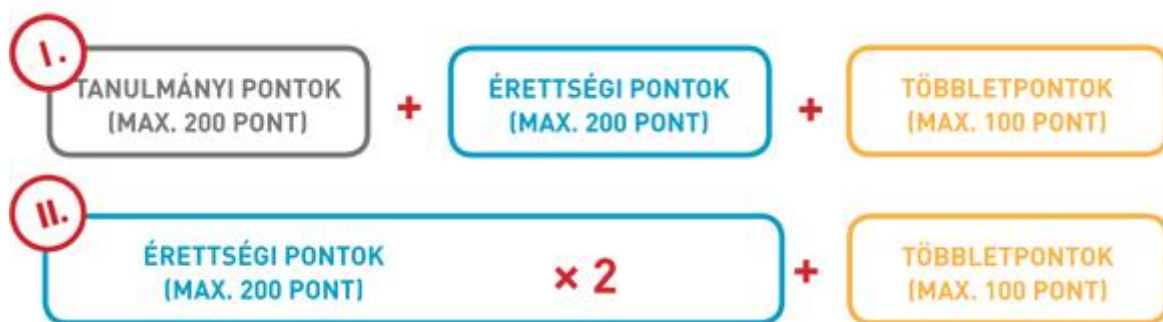 I.
TANULMÁNYI PONTOK
(MAX. 200 PONT)
+
ÉRETTSÉGI PONTOK
(MAX. 200 PONT)
+
TÖBBLETPONTOK
(MAX. 100 PONT)
II.
ÉRETTSÉGI PONTOK
(MAX. 200 PONT)
× 2
+
TÖBBLETPONTOK
(MAX. 100 PONT)